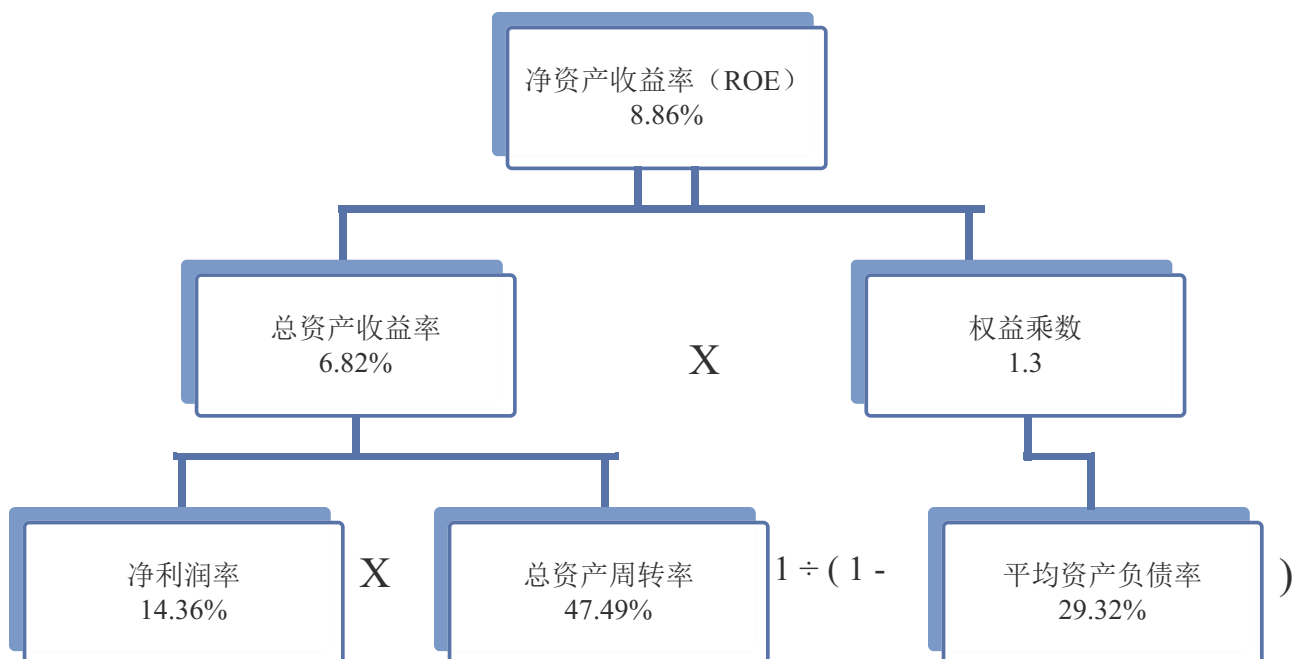 净资产收益率（ROE）
8.86%
总资产收益率
6.82%
X
权益乘数
1.3
净利润率
14.36%
X
总资产周转率
47.49%
1 ÷ ( 1 -
平均资产负债率
29.32%
)